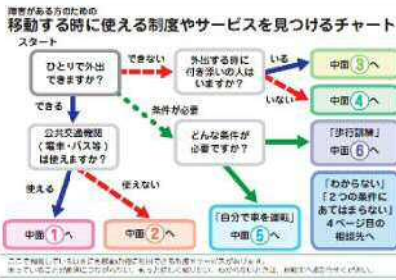 障害がある方のための
移動する時に使える制度やサービスを見つけるチャート
スタート
ひとりで外出
できますか？
できない
外出する時に
付き添いの人は
いますか？
いる
中面③へ
いない
中面④へ
できる
条件が必要
公共交通機関
（電車・バス等）
は使えますか？
どんな条件が
必要ですか？
「歩行訓練」
中面⑥へ
使える
使えない
「わからない」
「２つの条件に
あてはまらない」
４ページ目の
相談先へ
中面①へ
中面②へ
「自分で車を運転」
中面⑤へ